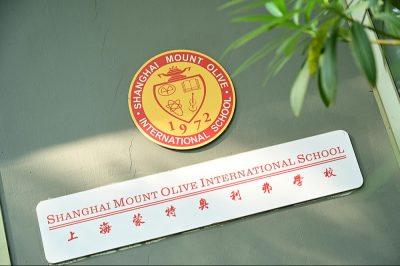 SHANGHAI MOUNT OLIVE
INTERNATIONAL SCHOOL
1972
SHANGHAI MOUNT OLIVE INTERNATIONAL SCHOOL
上海蒙特奥利弗學校